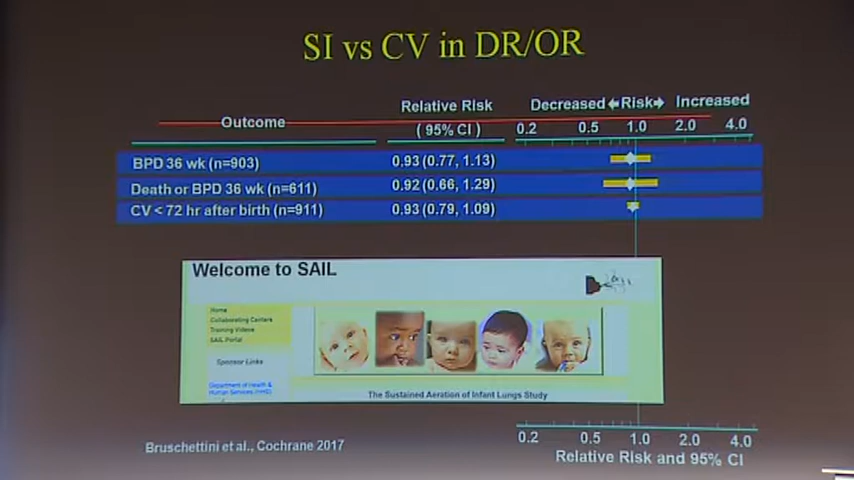 SI vs CV in DR/OR
Outcome
Relative Risk
( 95% CI )
Decreased ⬅Risk➡ Increased
0.2 0.5 1.0 2.0 4.0
BPD 36 wk (n=903) 0.93 (0.77, 1.13)
Death or BPD 36 wk (n=611) 0.92 (0.66, 1.29)
CV < 72 hr after birth (n=911) 0.93 (0.79, 1.09)
Welcome to SAIL
Home
Collaborating Centers
Training Videos
SAIL Portal
Sponsor Links
Department of Health &
Human Services (HHS)
The Sustained Aeration of Infant Lungs Study
0.2 0.5 1.0 2.0 4.0
Relative Risk and 95% CI
Bruschettini et al., Cochrane 2017